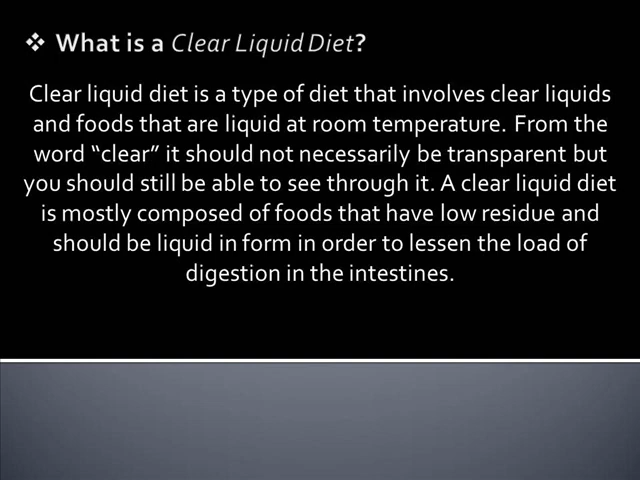 ❖ What is a Clear Liquid Diet?
Clear liquid diet is a type of diet that involves clear liquids
and foods that are liquid at room temperature. From the
word “clear” it should not necessarily be transparent but
you should still be able to see through it. A clear liquid diet
is mostly composed of foods that have low residue and
should be liquid in form in order to lessen the load of
digestion in the intestines.